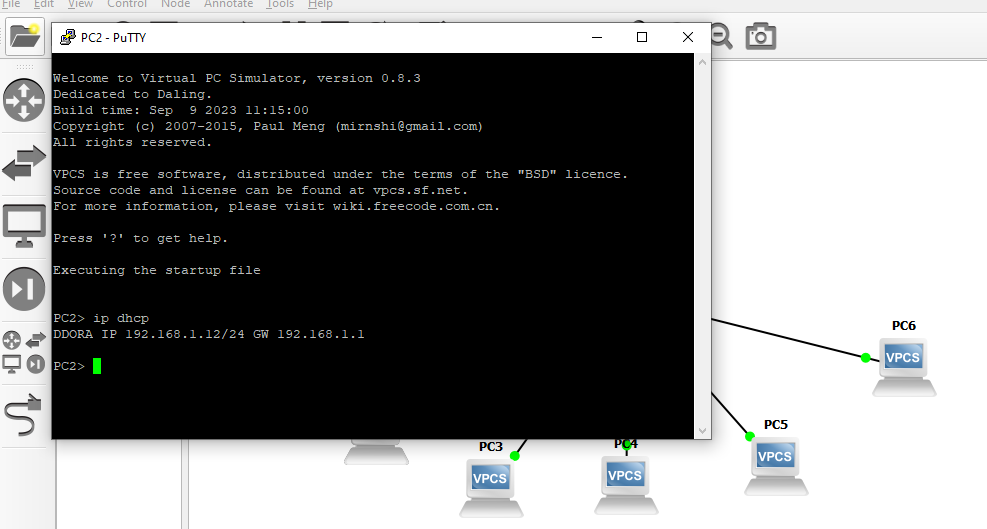 File Edit View Control Node Annotate Tools Help
PC2 - PuTTY
Welcome to Virtual PC Simulator, version 0.8.3
Dedicated to Daling.
Build time: Sep  9 2023 11:15:00
Copyright (c) 2007-2015, Paul Meng (mirnshi@gmail.com)
All rights reserved.
VPCS is free software, distributed under the terms of the "BSD" licence.
Source code and license can be found at vpcs.sf.net.
For more information, please visit wiki.freecode.com.cn.
Press '?' to get help.
Executing the startup file
PC2> ip dhcp
DDORA IP 192.168.1.12/24 GW 192.168.1.1
PC2>
PC6
VPCS
PC5
VPCS
PC3
VPCS
PC4
VPCS